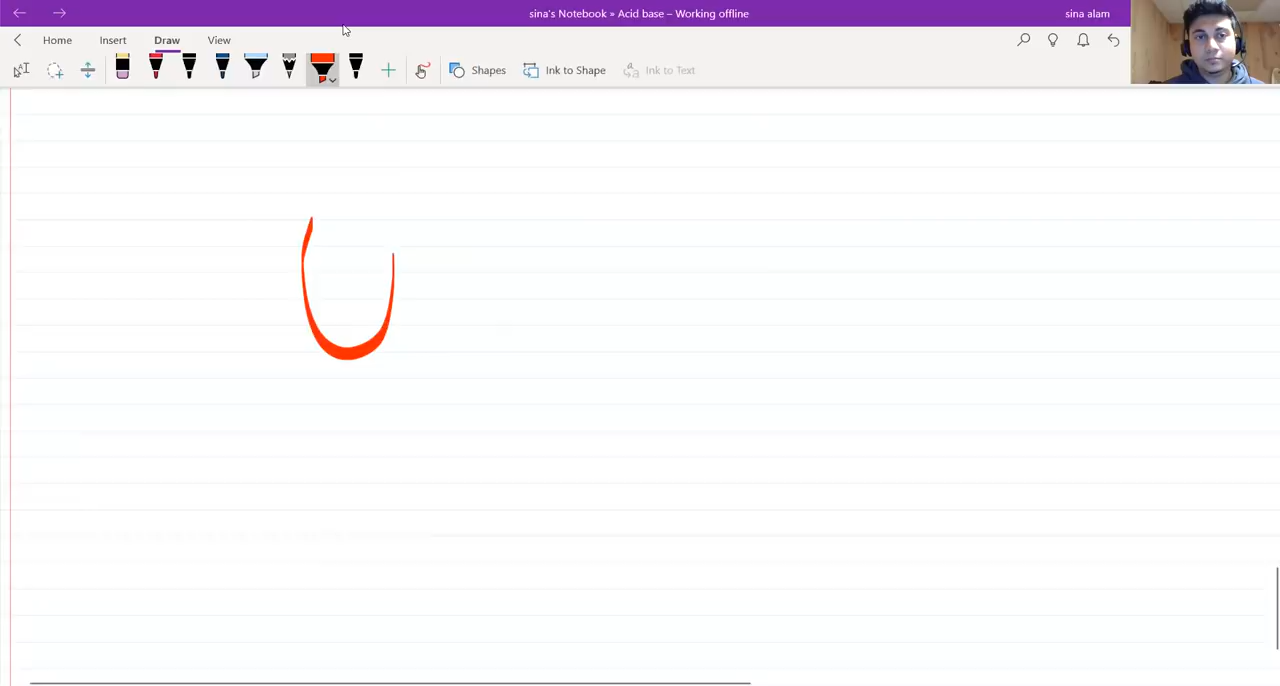 sina's Notebook » Acid base – Working offline
sina alam
Home
Insert
Draw
View
Shapes
Ink to Shape
Ink to Text